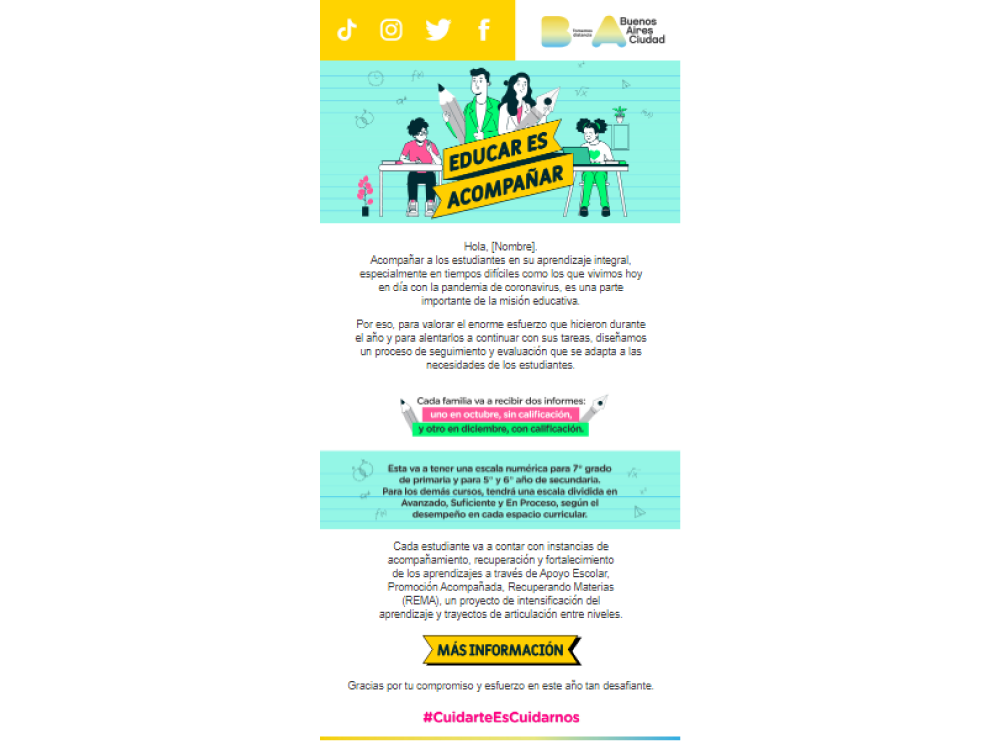 Buenos
Aires
Ciudad
EDUCAR ES
ACOMPAÑAR
Hola, [Nombre].
Acompañar a los estudiantes en su aprendizaje integral,
especialmente en tiempos difíciles como los que vivimos hoy
en día con la pandemia de coronavirus, es una parte
importante de la misión educativa.
Por eso, para valorar el enorme esfuerzo que hicieron durante
el año y para alentarlos a continuar con sus tareas, diseñamos
un proceso de seguimiento y evaluación que se adapta a las
necesidades de los estudiantes.
Cada familia va a recibir dos informes:
uno en octubre, sin calificación,
y otro en diciembre, con calificación.
Esta va a tener una escala numérica para 7° grado
de primaria y para 5° y 6° año de secundaria.
Para los demás cursos, tendrá una escala dividida en
Avanzado, Suficiente y En Proceso, según el
desempeño en cada espacio curricular.
Cada estudiante va a contar con instancias de
acompañamiento, recuperación y fortalecimiento
de los aprendizajes a través de Apoyo Escolar,
Promoción Acompañada, Recuperando Materias
(REMA), un proyecto de intensificación del
aprendizaje y trayectos de articulación entre niveles.
MÁS INFORMACIÓN
Gracias por tu compromiso y esfuerzo en este año tan desafiante.
#CuidarteEsCuidarnos